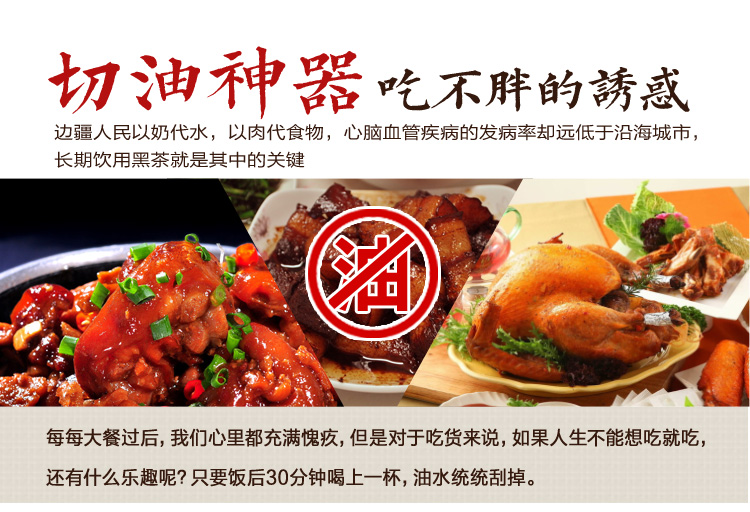 切油神器 吃不胖的誘惑
边疆人民以奶代水，以肉代食物，心脑血管疾病的发病率却远低于沿海城市，
长期饮用黑茶就是其中的关键
油
每每大餐过后，我们心里都充满愧疚，但是对于吃货来说，如果人生不能想吃就吃，
还有什么乐趣呢？只要饭后30分钟喝上一杯，油水统统刮掉。